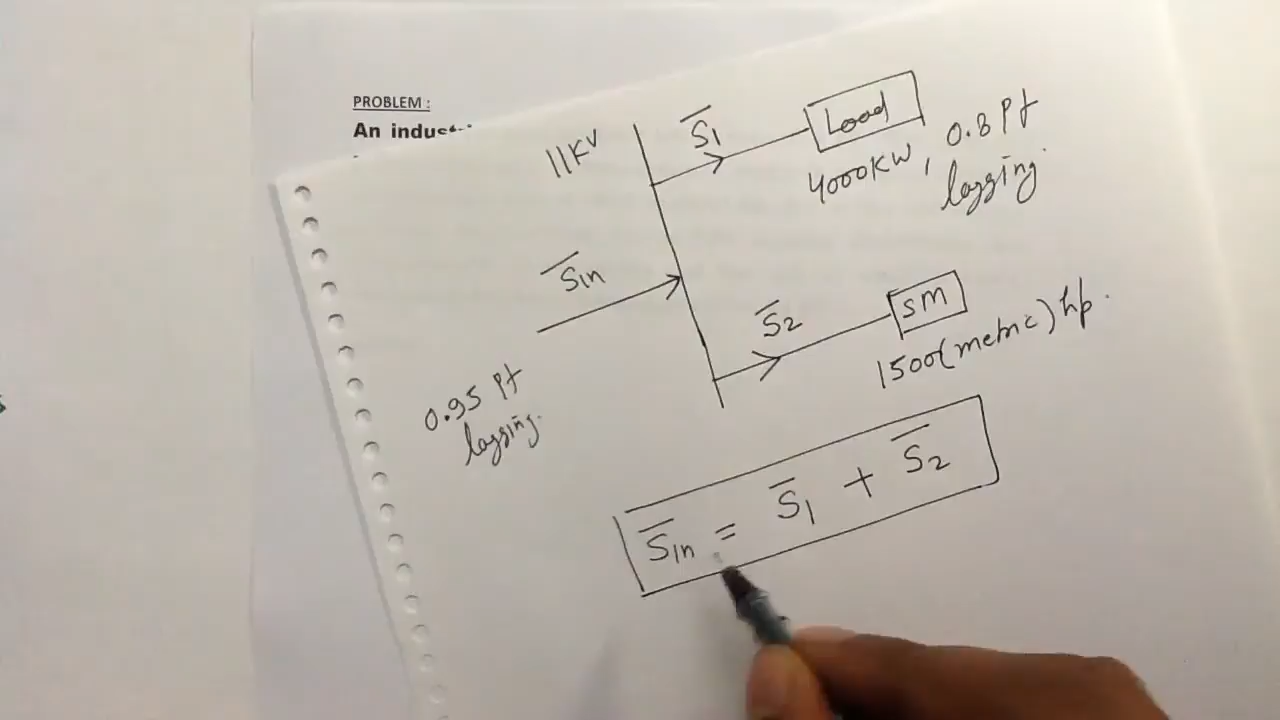 PROBLEM :
An indust
11KV
S̅1
Load
4000KW, 0.8 Pf
lagging.
S̅in
S̅2
SM
1500(metric) hp.
0.95 Pf
lagging.
S̅in = S̅1 + S̅2